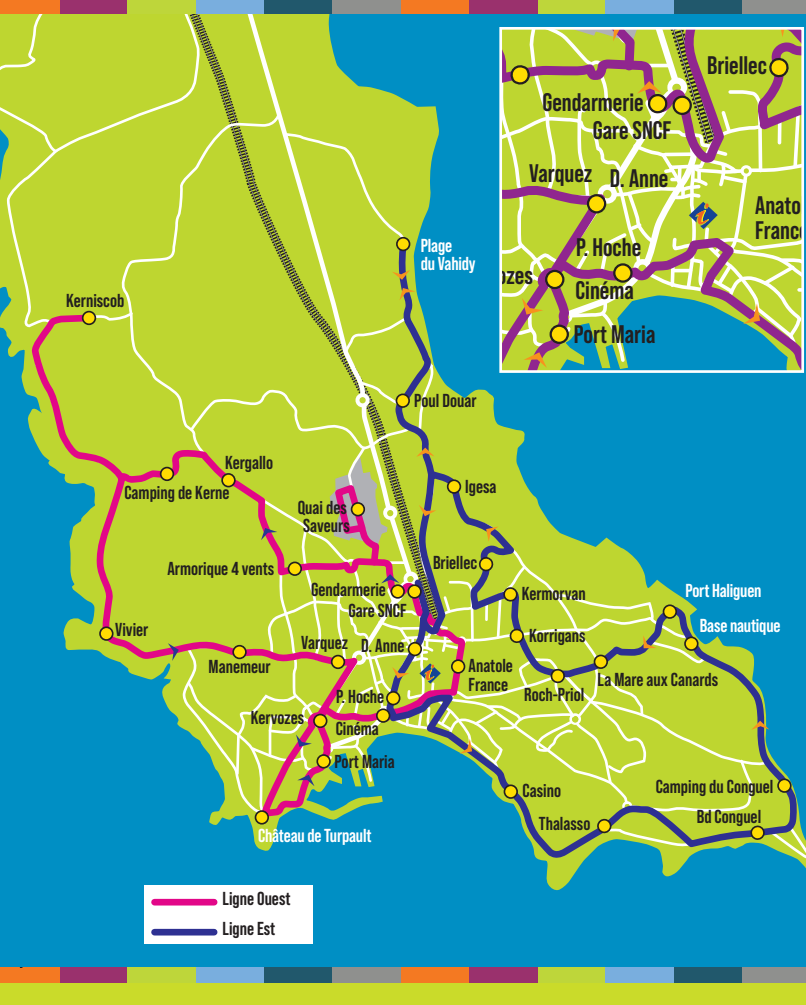 Briellec
Gendarmerie
Gare SNCF
Varquez
D. Anne
Anato
France
P. Hoche
ozes
Cinéma
Port Maria
Plage
du Vahidy
Kerniscob
Poul Douar
Kergallo
Camping de Kerné
Igesa
Quai des
Saveurs
Armorique 4 vents
Briellec
Gendarmerie
Gare SNCF
Kermorvan
Port Haliguen
Base nautique
Vivier
Korrigans
Varquez
D. Anne
Manemeur
Anatole
France
La Mare aux Canards
Roch-Priol
P. Hoche
Kervozes
Cinéma
Port Maria
Casino
Camping du Conguel
Bd Conguel
Thalasso
Château de Turpault
Ligne Ouest
Ligne Est